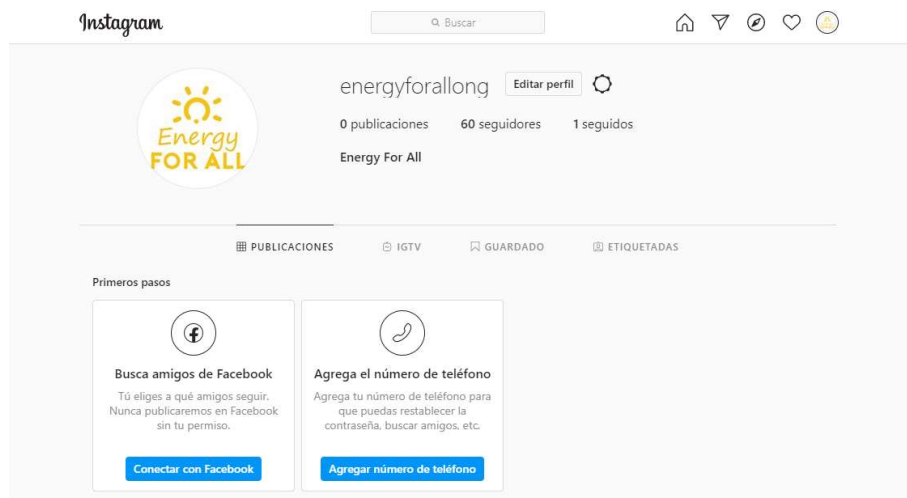 Instagram
Buscar
energyforallong Editar perfil
0 publicaciones 60 seguidores 1 seguidos
Energy For All
Energy
FOR ALL
PUBLICACIONES IGTV GUARDADO ETIQUETADAS
Primeros pasos
Busca amigos de Facebook
Tú eliges a qué amigos seguir.
Nunca publicaremos en Facebook
sin tu permiso.
Conectar con Facebook
Agrega el número de teléfono
Agrega tu número de teléfono para
que puedas restablecer la
contraseña, buscar amigos, etc.
Agregar número de teléfono